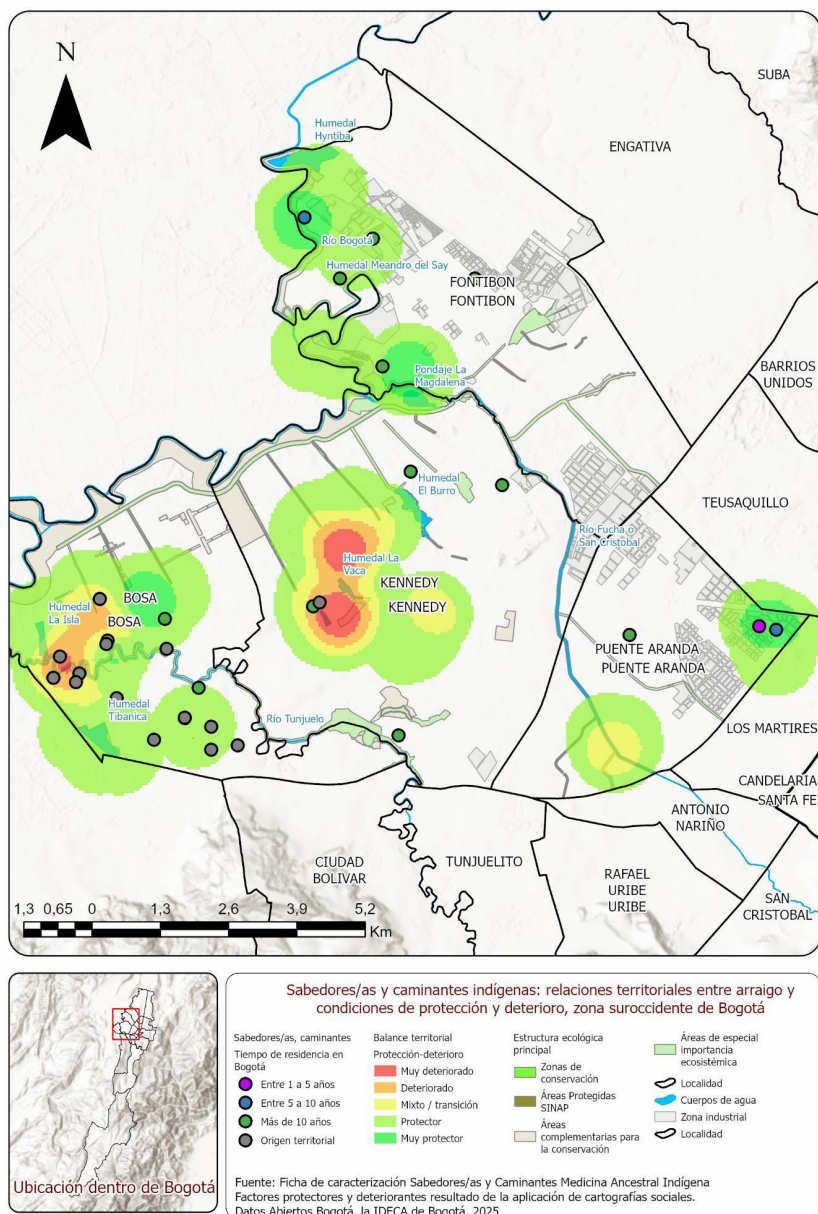 N
SUBA
Humedal
Hyntiba
ENGATIVA
Río Bogotá
Humedal Meandro del Say
FONTIBON
FONTIBON
Pondaje La
Magdalena
BARRIOS
UNIDOS
Humedal
El Burro
TEUSAQUILLO
Río Fucha o
San Cristobal
Humedal La
Vaca
KENNEDY
KENNEDY
BOSA
BOSA
Humedal
La Isla
PUENTE ARANDA
PUENTE ARANDA
Humedal
Tibanica
Río Tunjuelo
LOS MARTIRES
CANDELARIA
SANTA FE
ANTONIO
NARIÑO
CIUDAD
BOLIVAR
TUNJUELITO
RAFAEL
URIBE
URIBE
SAN
CRISTOBAL
1,3 0,65 0 1,3 2,6 3,9 5,2
Km
Ubicación dentro de Bogotá
Sabedores/as y caminantes indígenas: relaciones territoriales entre arraigo y
condiciones de protección y deterioro, zona suroccidente de Bogotá
Sabedores/as, caminantes
Tiempo de residencia en
Bogotá
Entre 1 a 5 años
Entre 5 a 10 años
Más de 10 años
Origen territorial
Balance territorial
Protección-deterioro
Muy deteriorado
Deteriorado
Mixto / transición
Protector
Muy protector
Estructura ecológica
principal
Zonas de
conservación
Áreas Protegidas
SINAP
Áreas
complementarias para
la conservación
Áreas de especial
importancia
ecosistémica
Localidad
Cuerpos de agua
Zona industrial
Localidad
Fuente: Ficha de caracterización Sabedores/as y Caminantes Medicina Ancestral Indígena
Factores protectores y deteriorantes resultado de la aplicación de cartografías sociales.
Datos Abiertos Bogotá, la IDECA de Bogotá, 2025